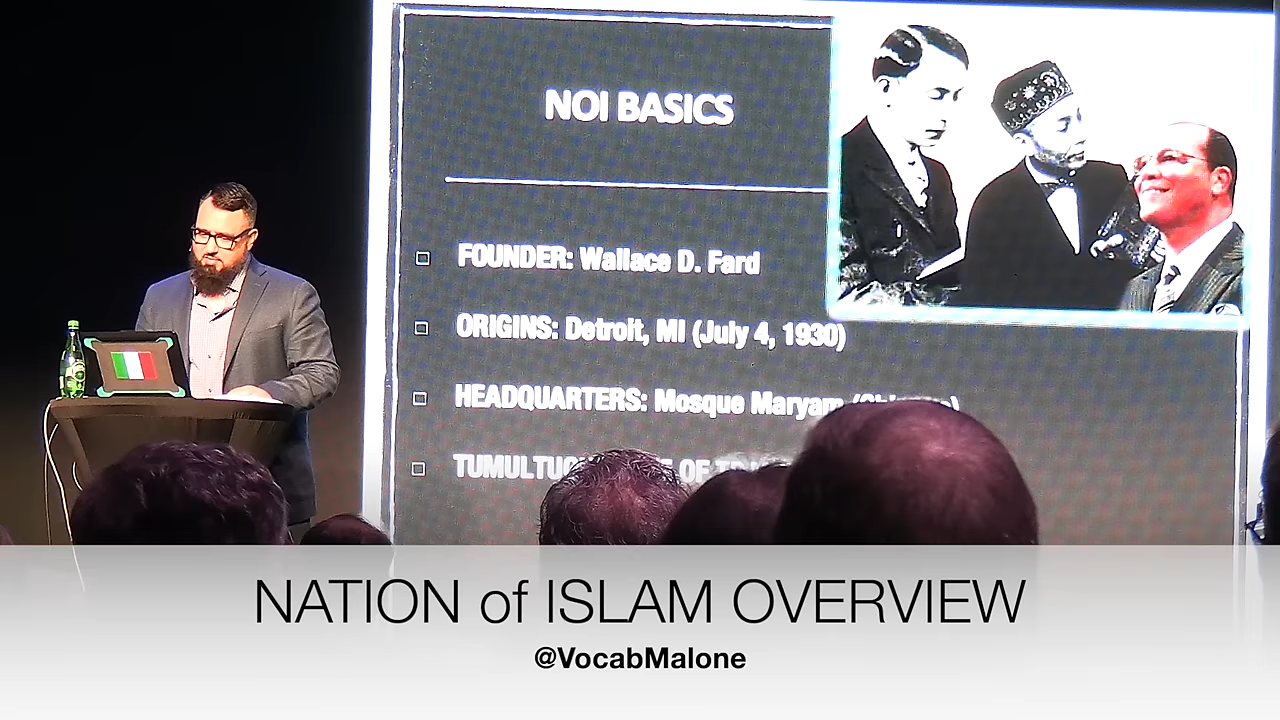 NOI BASICS
FOUNDER: Wallace D. Fard
ORIGINS: Detroit, MI (July 4, 1930)
HEADQUARTERS: Mosque Maryam
OF
NATION of ISLAM OVERVIEW
@VocabMalone